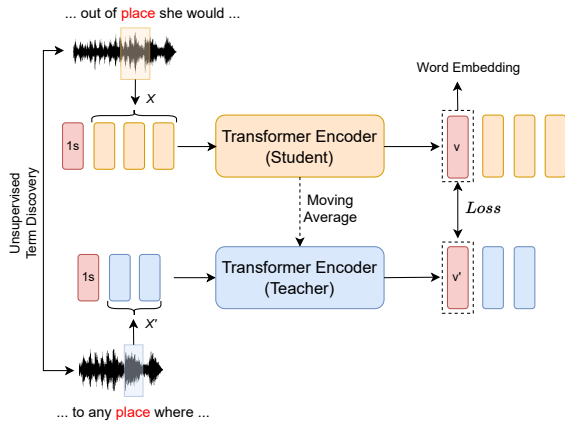 ... out of place she would ...
Word Embedding
X
1s
Transformer Encoder
(Student)
v
Unsupervised
Term Discovery
Moving
Average
Loss
1s
Transformer Encoder
(Teacher)
v'
X'
... to any place where ...